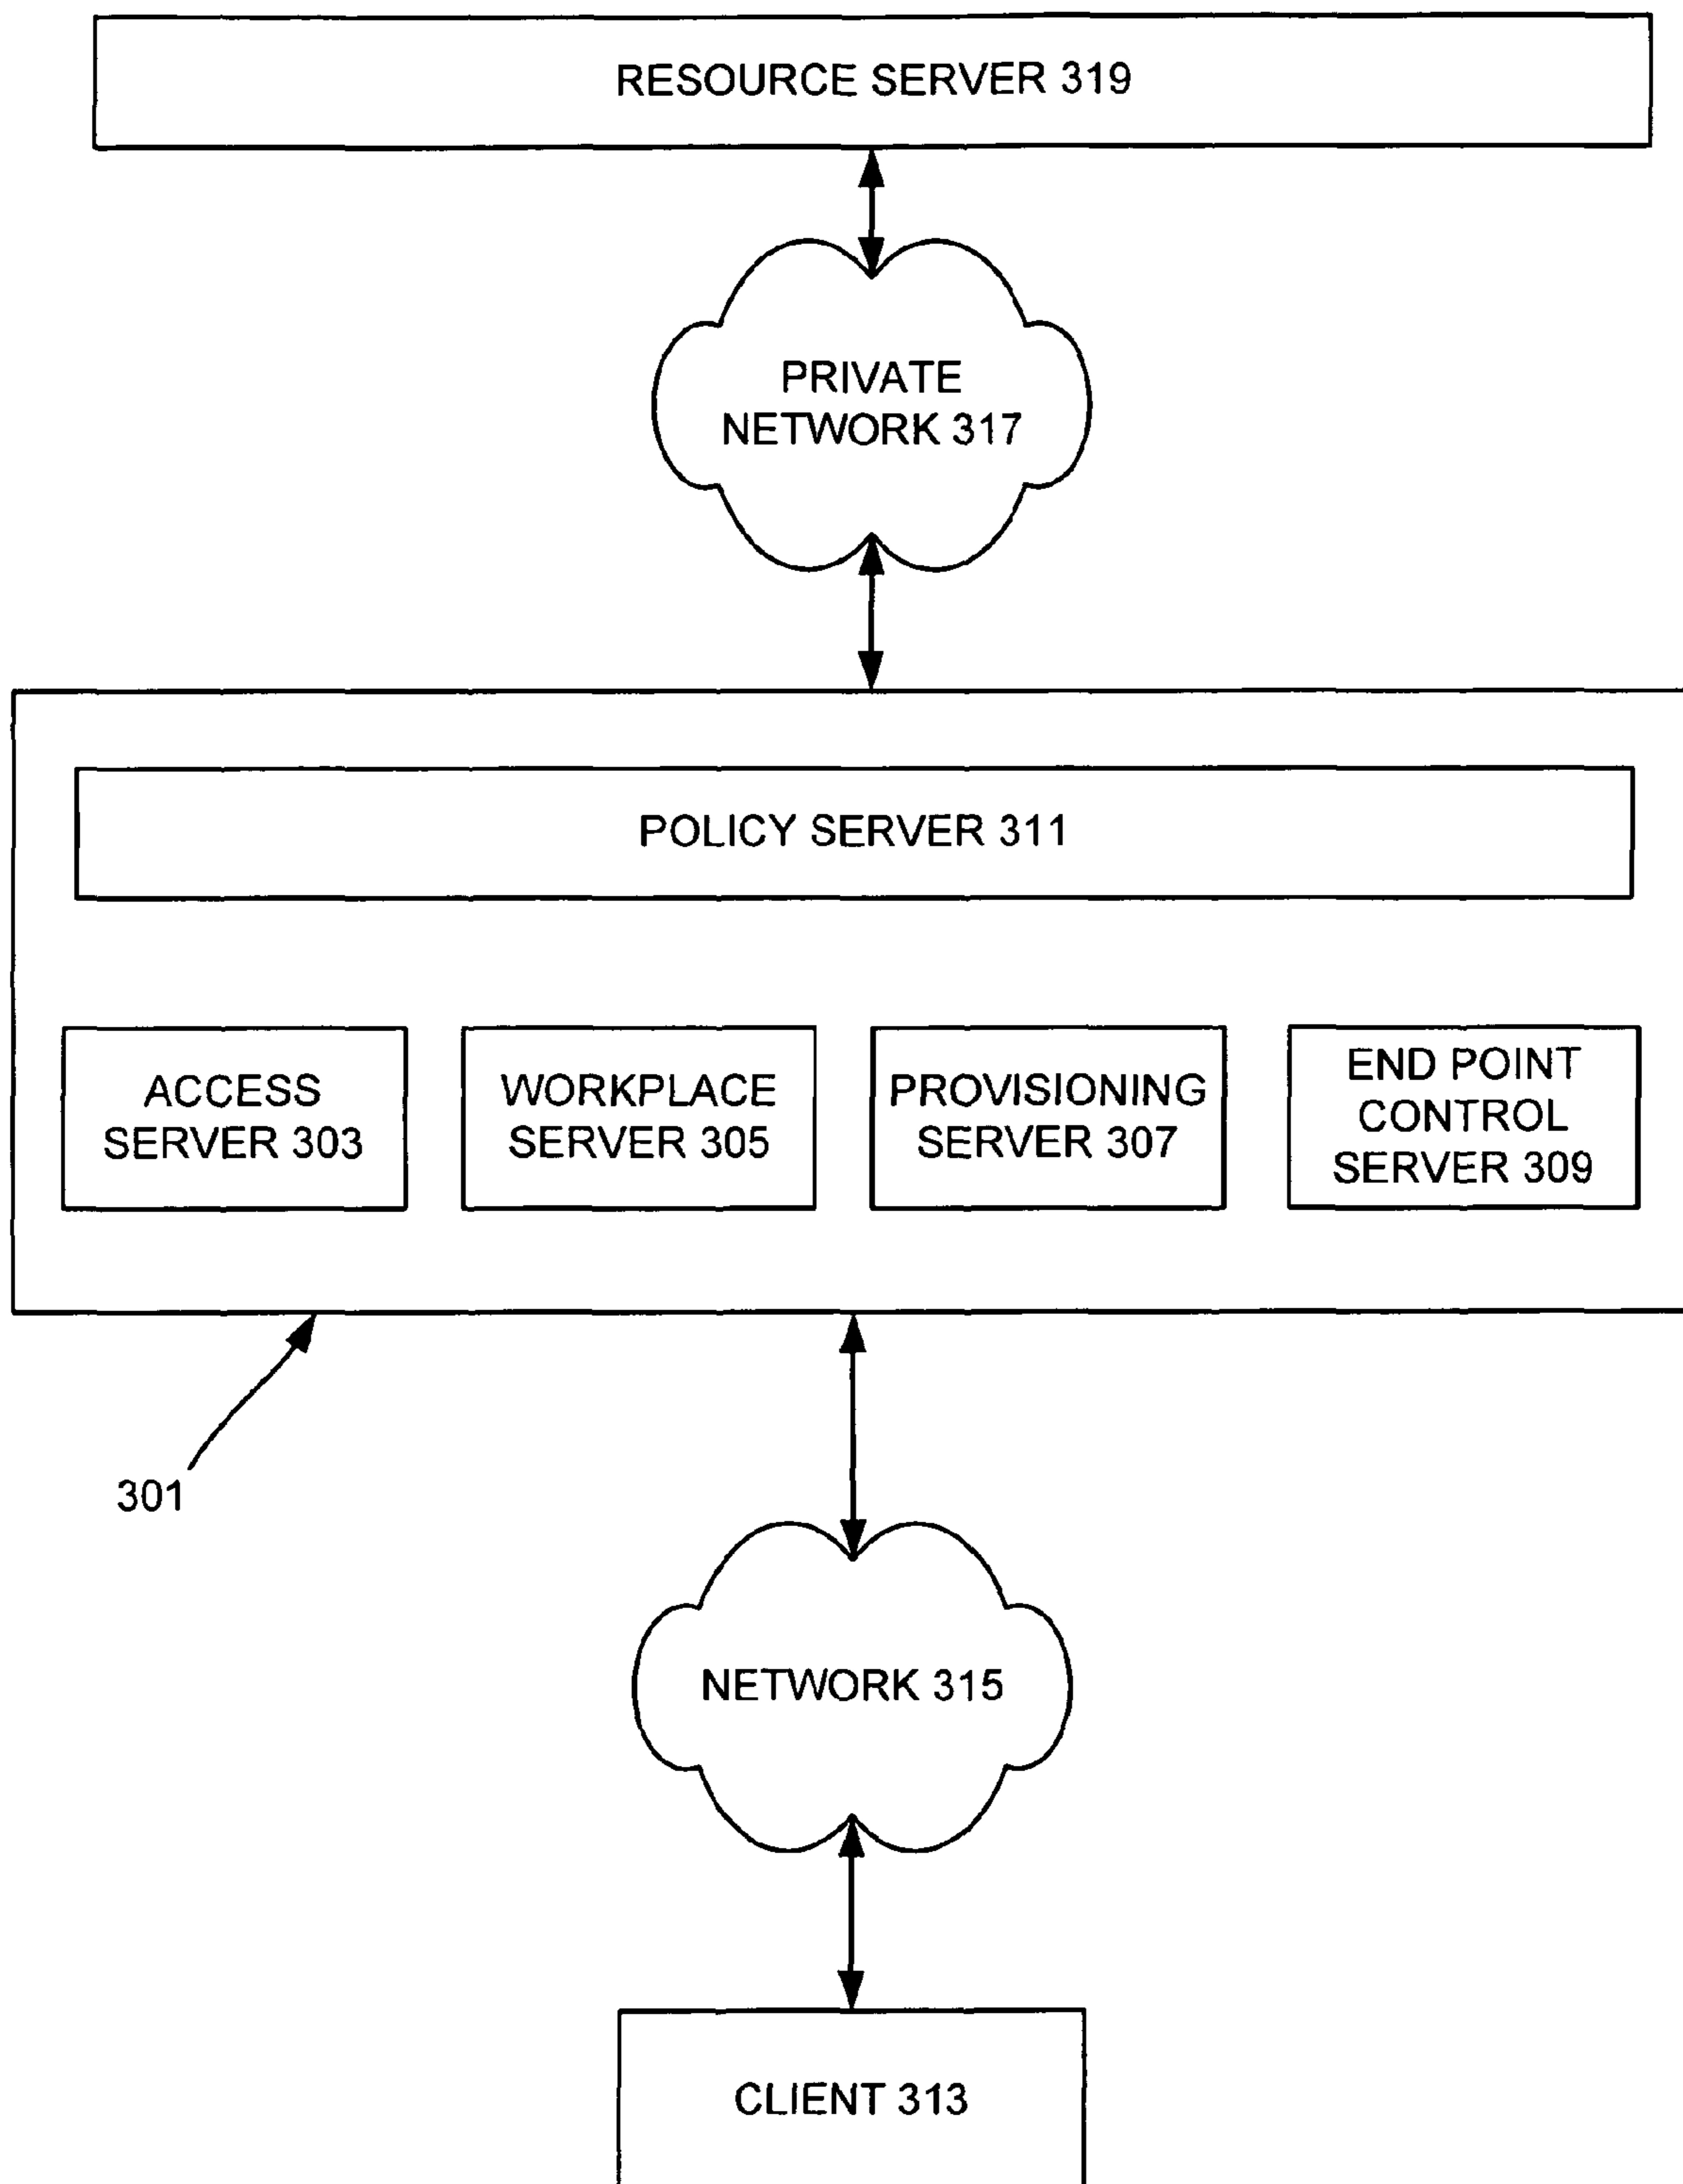 RESOURCE SERVER 319
PRIVATE
NETWORK 317
POLICY SERVER 311
ACCESS
SERVER 303
WORKPLACE
SERVER 305
PROVISIONING
SERVER 307
END POINT
CONTROL
SERVER 309
301
NETWORK 315
CLIENT 313